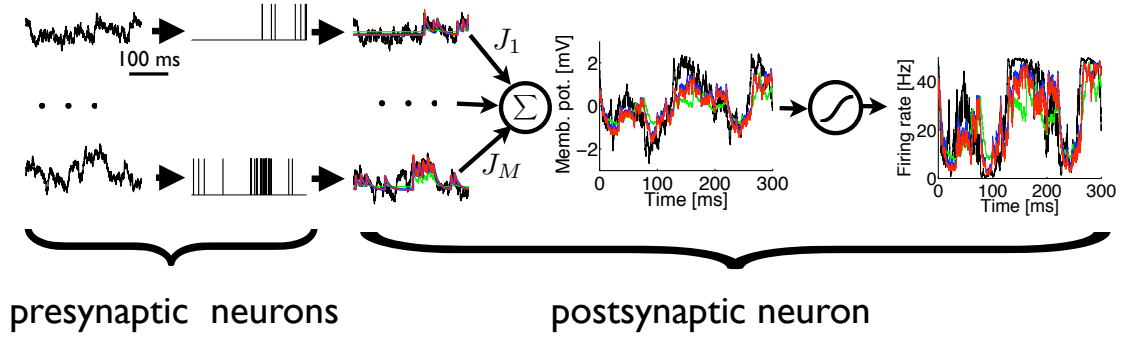 100 ms
. . .
J1
. . .
JM
Σ
Memb. pot. [mV]
2
0
−2
0
100
200
300
Time [ms]
Firing rate [Hz]
40
20
0
0
100
200
300
Time [ms]
presynaptic neurons
postsynaptic neuron